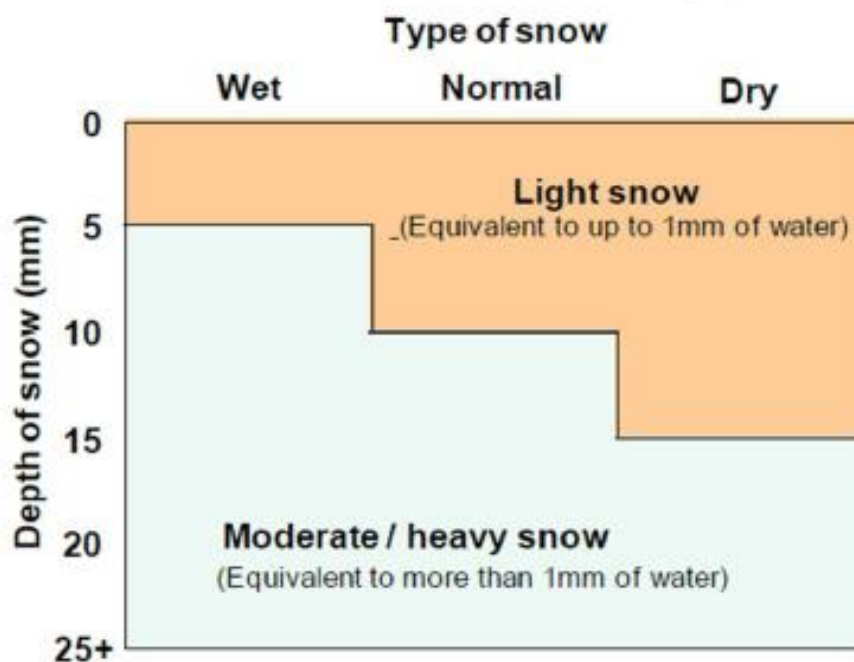 Type of snow
Wet Normal Dry
0
Light snow
5
_(Equivalent to up to 1mm of water)
Depth of snow (mm)
10
15
Moderate / heavy snow
20
(Equivalent to more than 1mm of water)
25+